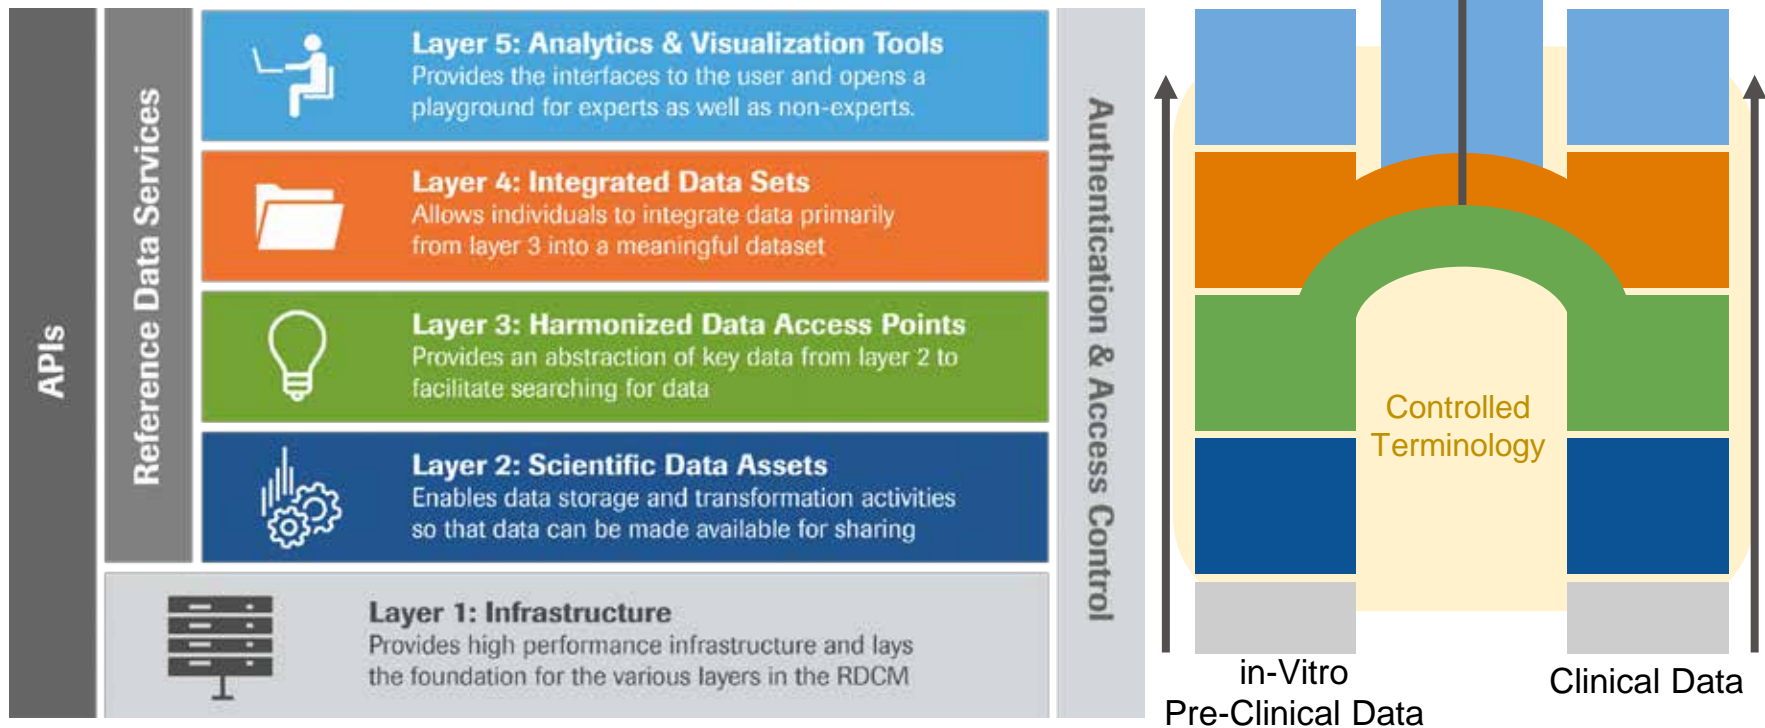 APIs
Reference Data Services
Layer 5: Analytics & Visualization Tools
Provides the interfaces to the user and opens a
playground for experts as well as non-experts.
Layer 4: Integrated Data Sets
Allows individuals to integrate data primarily
from layer 3 into a meaningful dataset
Layer 3: Harmonized Data Access Points
Provides an abstraction of key data from layer 2 to
facilitate searching for data
Layer 2: Scientific Data Assets
Enables data storage and transformation activities
so that data can be made available for sharing
Layer 1: Infrastructure
Provides high performance infrastructure and lays
the foundation for the various layers in the RDCM
Authentication & Access Control
Controlled
Terminology
in-Vitro
Pre-Clinical Data
Clinical Data